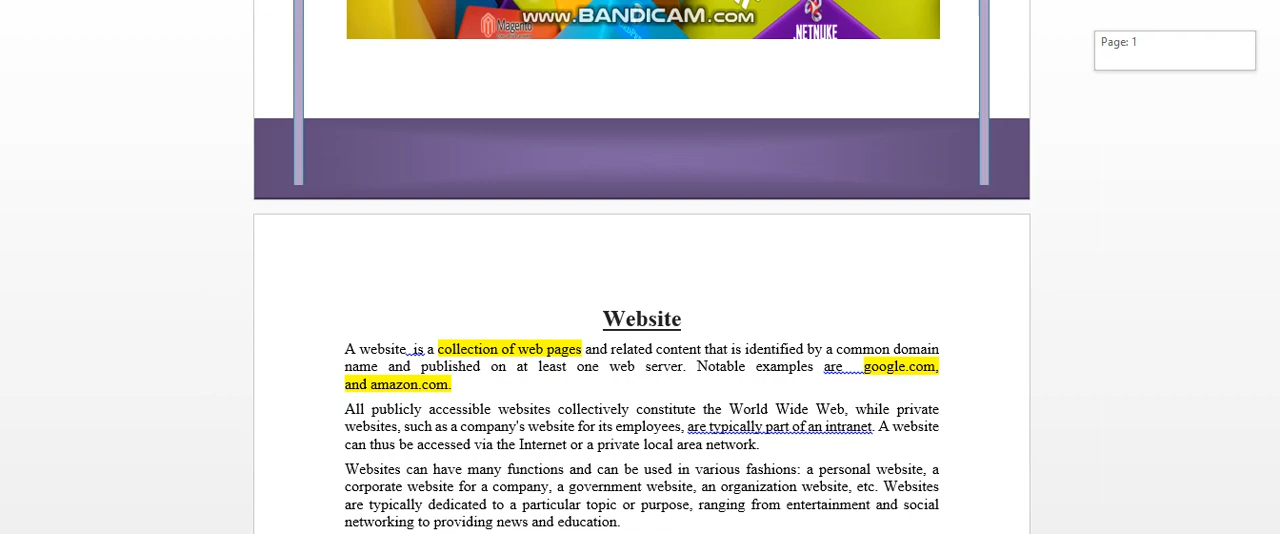 www.BANDICAM.com
Magento
.NETNUKE
Page: 1
Website
A website is a collection of web pages and related content that is identified by a common domain
name and published on at least one web server. Notable examples are google.com,
and amazon.com.
All publicly accessible websites collectively constitute the World Wide Web, while private
websites, such as a company's website for its employees, are typically part of an intranet. A website
can thus be accessed via the Internet or a private local area network.
Websites can have many functions and can be used in various fashions: a personal website, a
corporate website for a company, a government website, an organization website, etc. Websites
are typically dedicated to a particular topic or purpose, ranging from entertainment and social
networking to providing news and education.